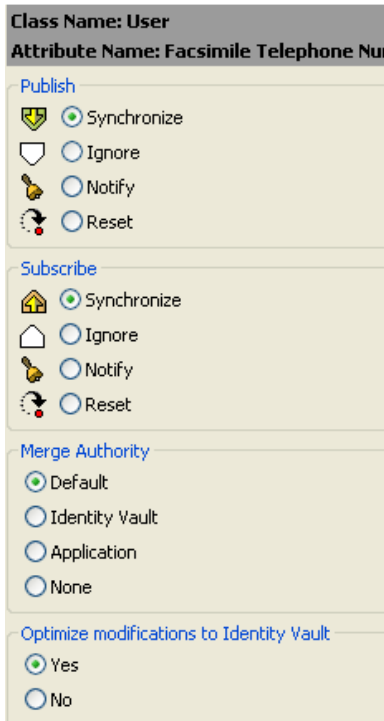 Class Name: User
Attribute Name: Facsimile Telephone
Publish
Synchronize
Ignore
Notify
Reset
Subscribe
Synchronize
Ignore
Notify
Reset
Merge Authority
Default
Identity Vault
Application
None
Optimize modifications to Identity Vault
Yes
No